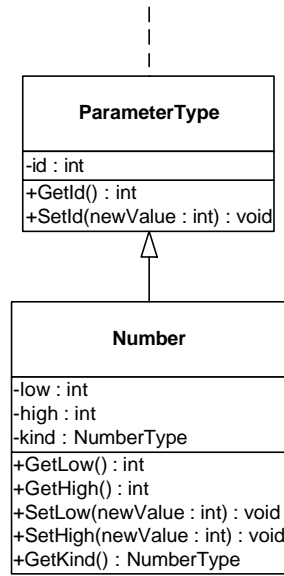 ParameterType
-id : int
+GetId() : int
+SetId(newValue : int) : void
Number
-low : int
-high : int
-kind : NumberType
+GetLow() : int
+GetHigh() : int
+SetLow(newValue : int) : void
+SetHigh(newValue : int) : void
+GetKind() : NumberType